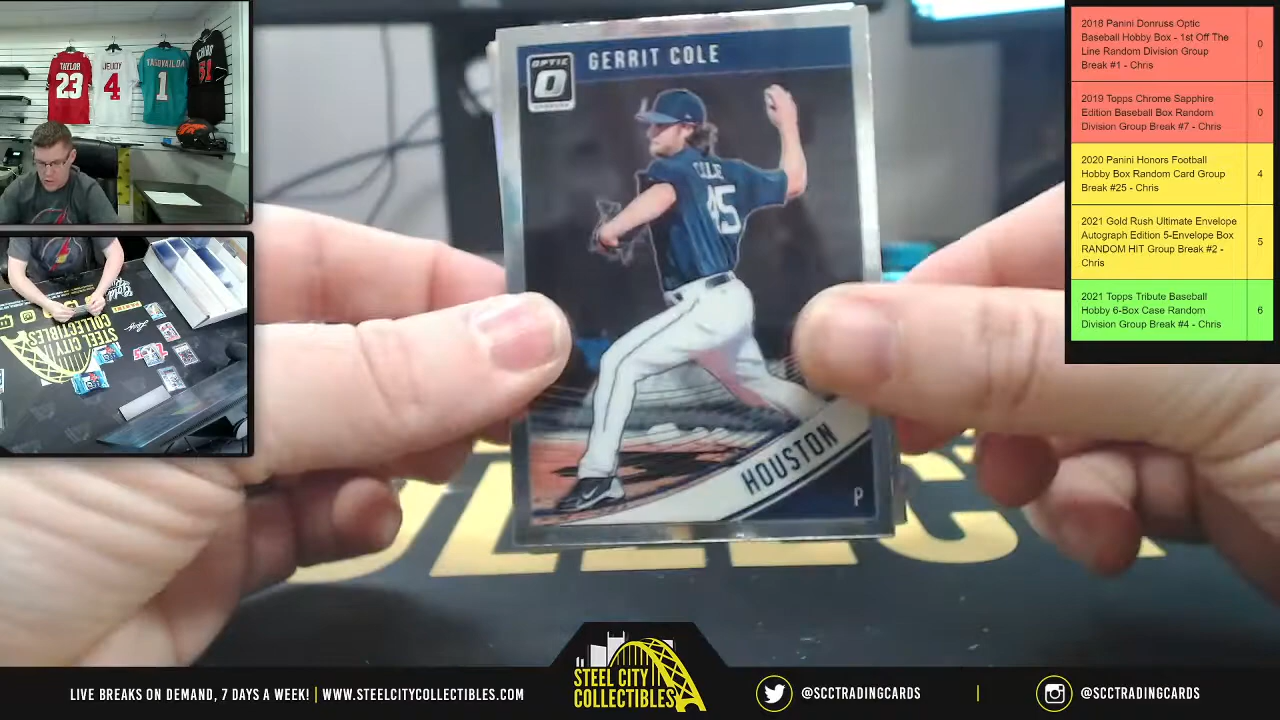 TAYLOR
23
JEUDY
4
TAGOVAILOA
1
51
STEEL CITY
COLLECTIBLES
OPTIC
GERRIT COLE
COLE
45
HOUSTON
P
2018 Panini Donruss Optic
Baseball Hobby Box - 1st Off The
Line Random Division Group
Break #1 - Chris
0
2019 Topps Chrome Sapphire
Edition Baseball Box Random
Division Group Break #7 - Chris
0
2020 Panini Honors Football
Hobby Box Random Card Group
Break #25 - Chris
4
2021 Gold Rush Ultimate Envelope
Autograph Edition 5-Envelope Box
RANDOM HIT Group Break #2 -
Chris
5
2021 Topps Tribute Baseball
Hobby 6-Box Case Random
Division Group Break #4 - Chris
6
LIVE BREAKS ON DEMAND, 7 DAYS A WEEK! | WWW.STEELCITYCOLLECTIBLES.COM
STEEL CITY
COLLECTIBLES
@SCCTRADINGCARDS
@SCCTRADINGCARDS